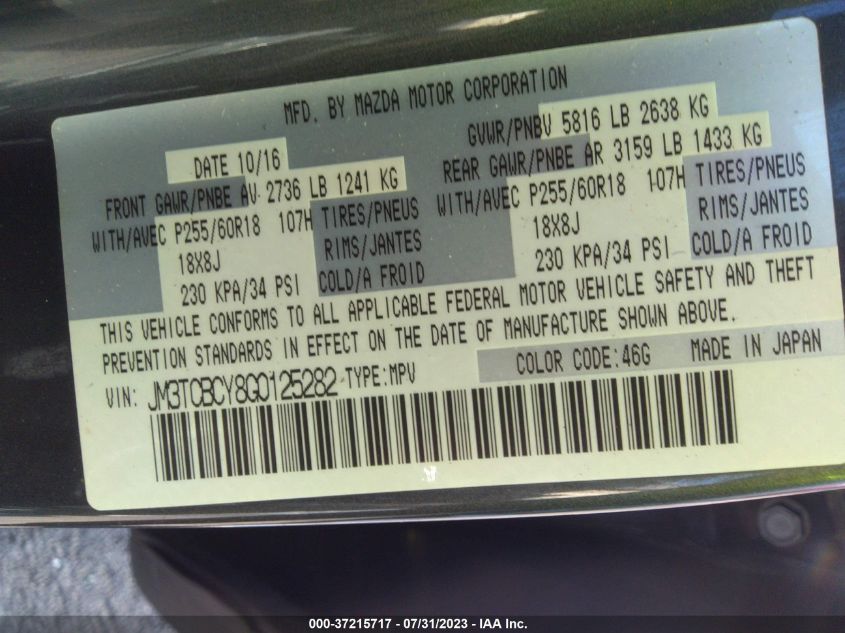 MFD. BY MAZDA MOTOR CORPORATION
DATE 10/16
GVWR/PNBV 5816 LB 2638 KG
FRONT GAWR/PNBE AV 2736 LB 1241 KG
REAR GAWR/PNBE AR 3159 LB 1433 KG
WITH/AVEC P255/60R18 107H TIRES/PNEUS
WITH/AVEC P255/60R18 107H TIRES/PNEUS
18X8J RIMS/JANTES
18X8J RIMS/JANTES
230 KPA/34 PSI COLD/A FROID
230 KPA/34 PSI COLD/A FROID
THIS VEHICLE CONFORMS TO ALL APPLICABLE FEDERAL MOTOR VEHICLE SAFETY AND THEFT
PREVENTION STANDARDS IN EFFECT ON THE DATE OF MANUFACTURE SHOWN ABOVE.
COLOR CODE:46G MADE IN JAPAN
VIN: JM3TCBCY8G0125282 TYPE:MPV
000-37215717 - 07/31/2023 - IAA Inc.